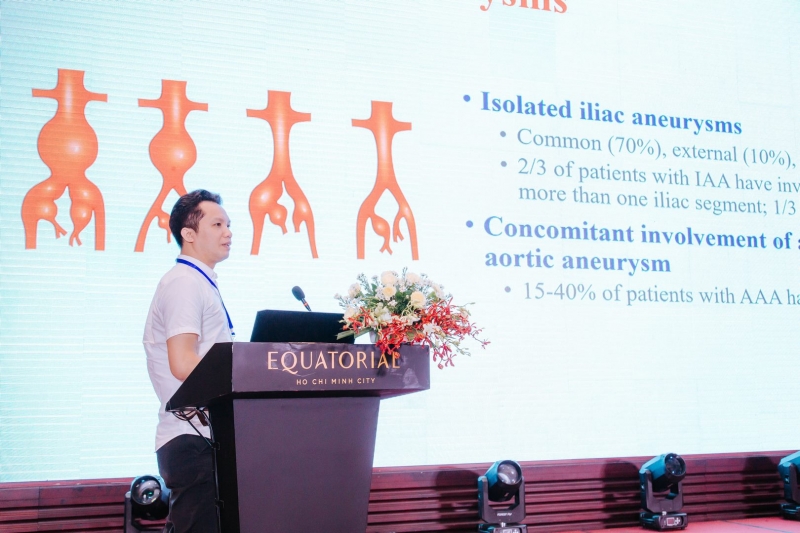 ysms
• Isolated iliac aneurysms
• Common (70%), external (10%),
• 2/3 of patients with IAA have inv
more than one iliac segment; 1/3
• Concomitant involvement of a
aortic aneurysm
• 15-40% of patients with AAA ha
EQUATORIAL
HO CHI MINH CITY